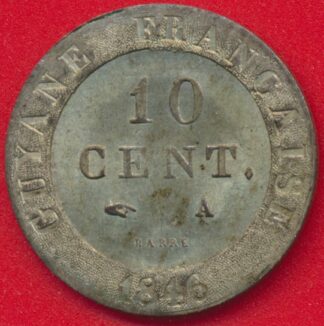 GUYANE FRANÇAISE
10
CENT.
A
BARRE
1846